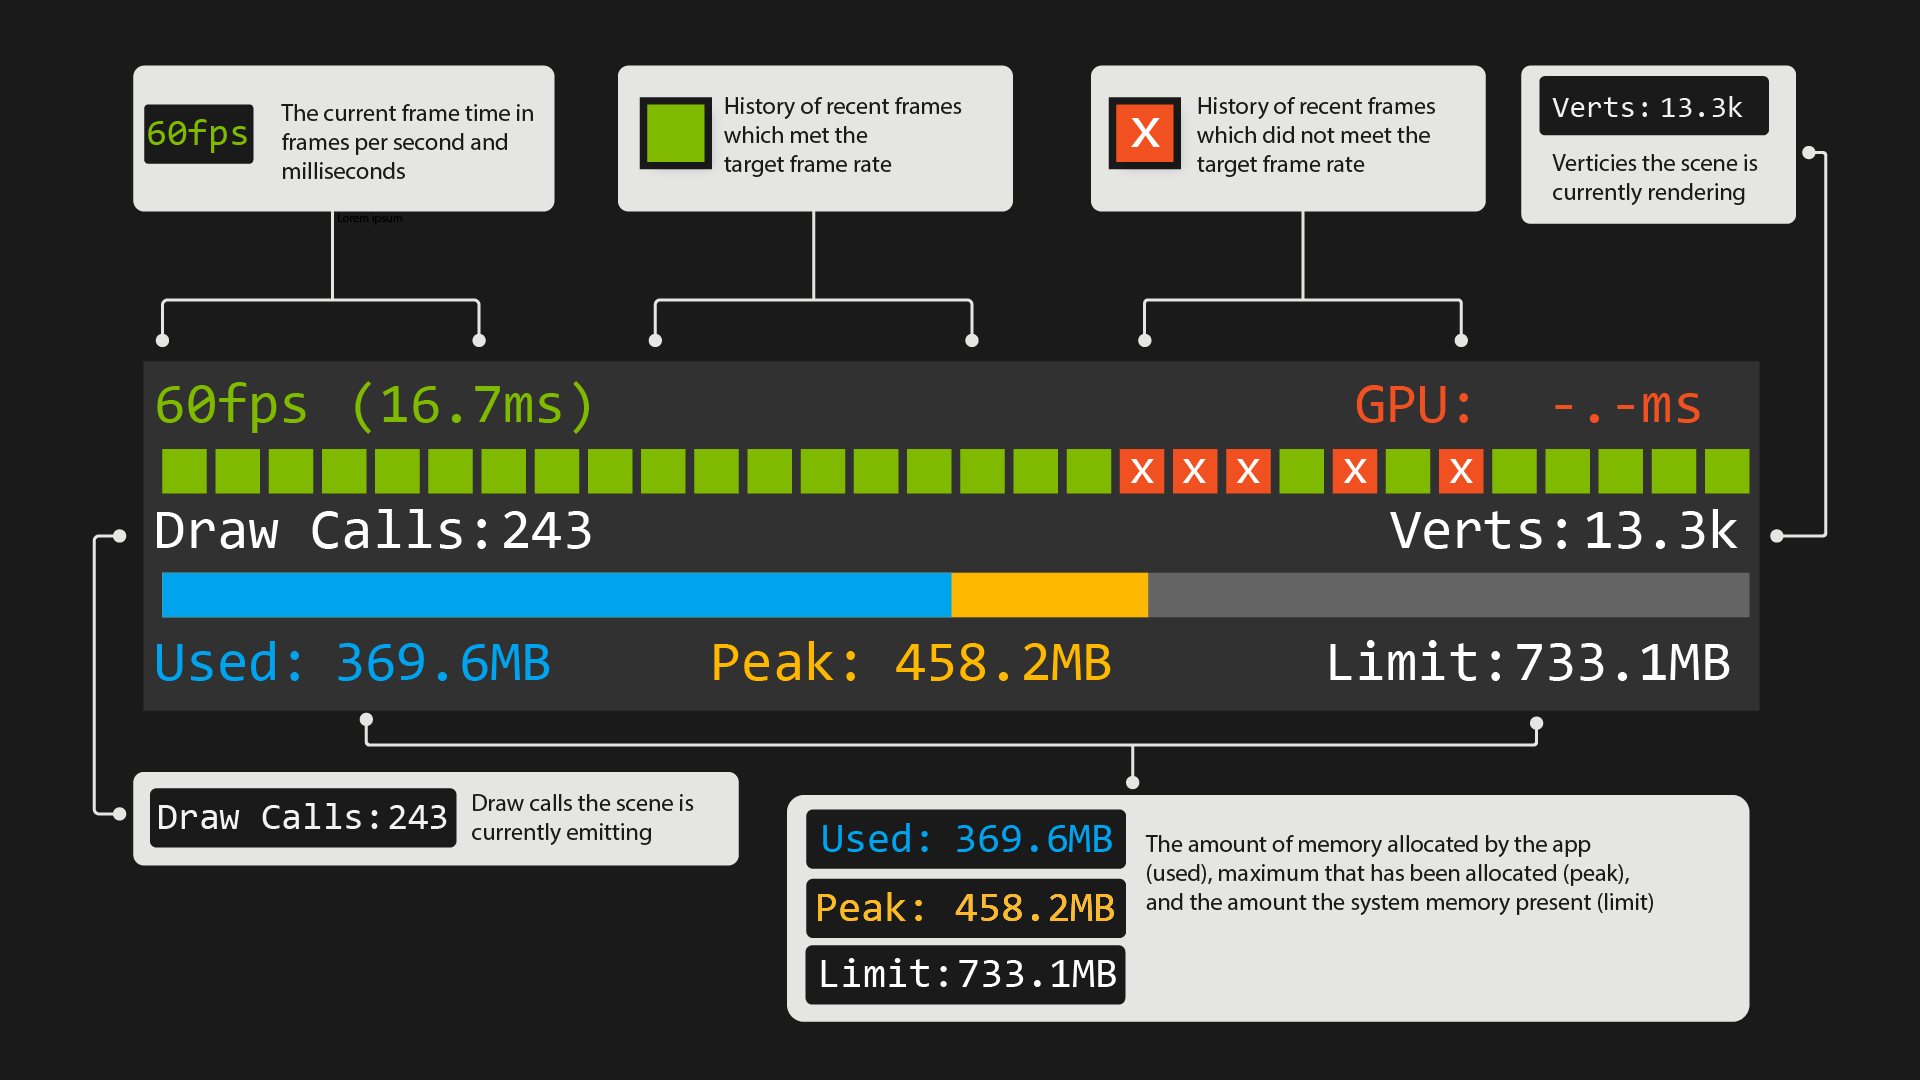 60fps
The current frame time in
frames per second and
milliseconds
Lorem ipsum
History of recent frames
which met the
target frame rate
X
History of recent frames
which did not meet the
target frame rate
Verts: 13.3k
Verticies the scene is
currently rendering
60fps (16.7ms)
GPU: -.-ms
X X X X X
Draw Calls:243
Verts:13.3k
Used: 369.6MB
Peak: 458.2MB
Limit:733.1MB
Draw Calls:243
Draw calls the scene is
currently emitting
Used: 369.6MB
Peak: 458.2MB
Limit:733.1MB
The amount of memory allocated by the app
(used), maximum that has been allocated (peak),
and the amount the system memory present (limit)